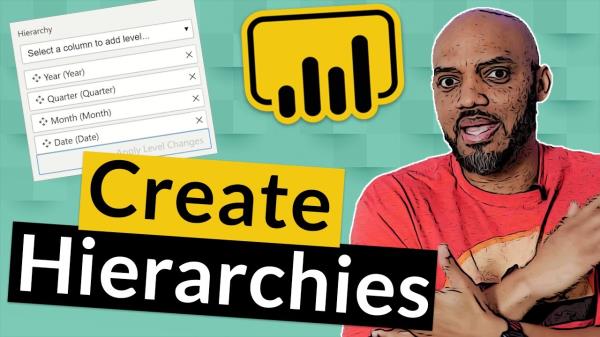 Hierarchy
Select a column to add level...
Year (Year)
Quarter (Quarter)
Month (Month)
Date (Date)
Apply Level Changes
Create
Hierarchies